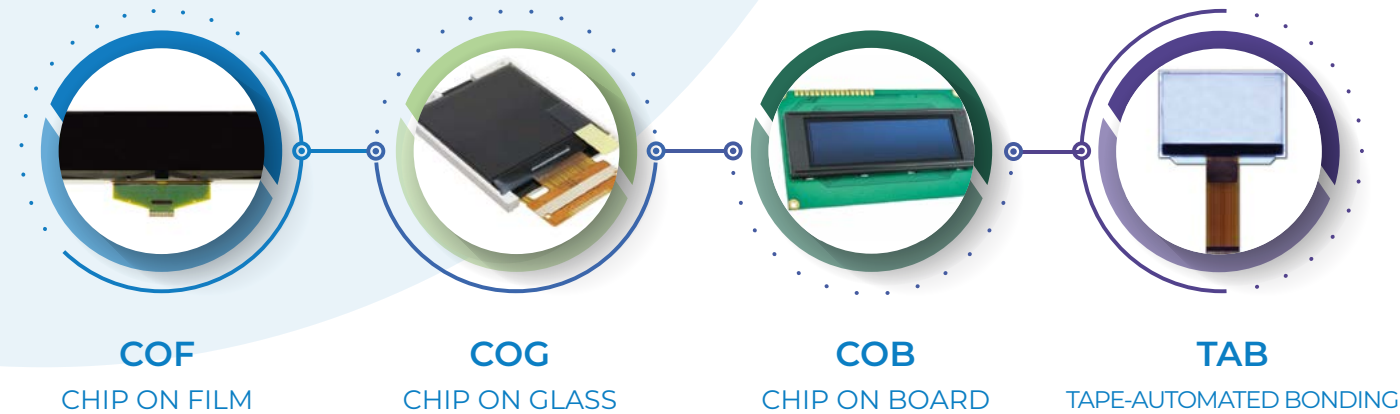 COF
CHIP ON FILM
COG
CHIP ON GLASS
COB
CHIP ON BOARD
TAB
TAPE-AUTOMATED BONDING